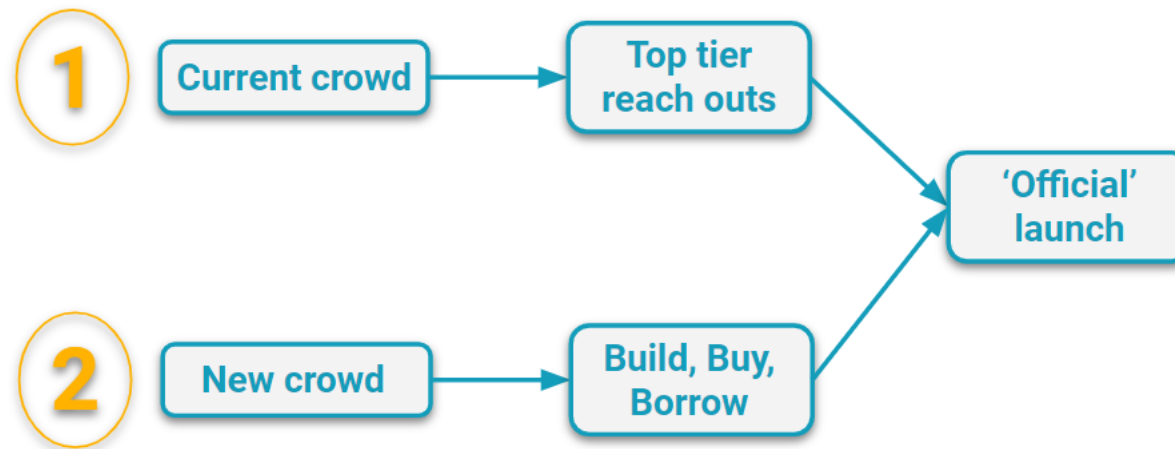 1
Current crowd
Top tier
reach outs
‘Official’
launch
2
New crowd
Build, Buy,
Borrow